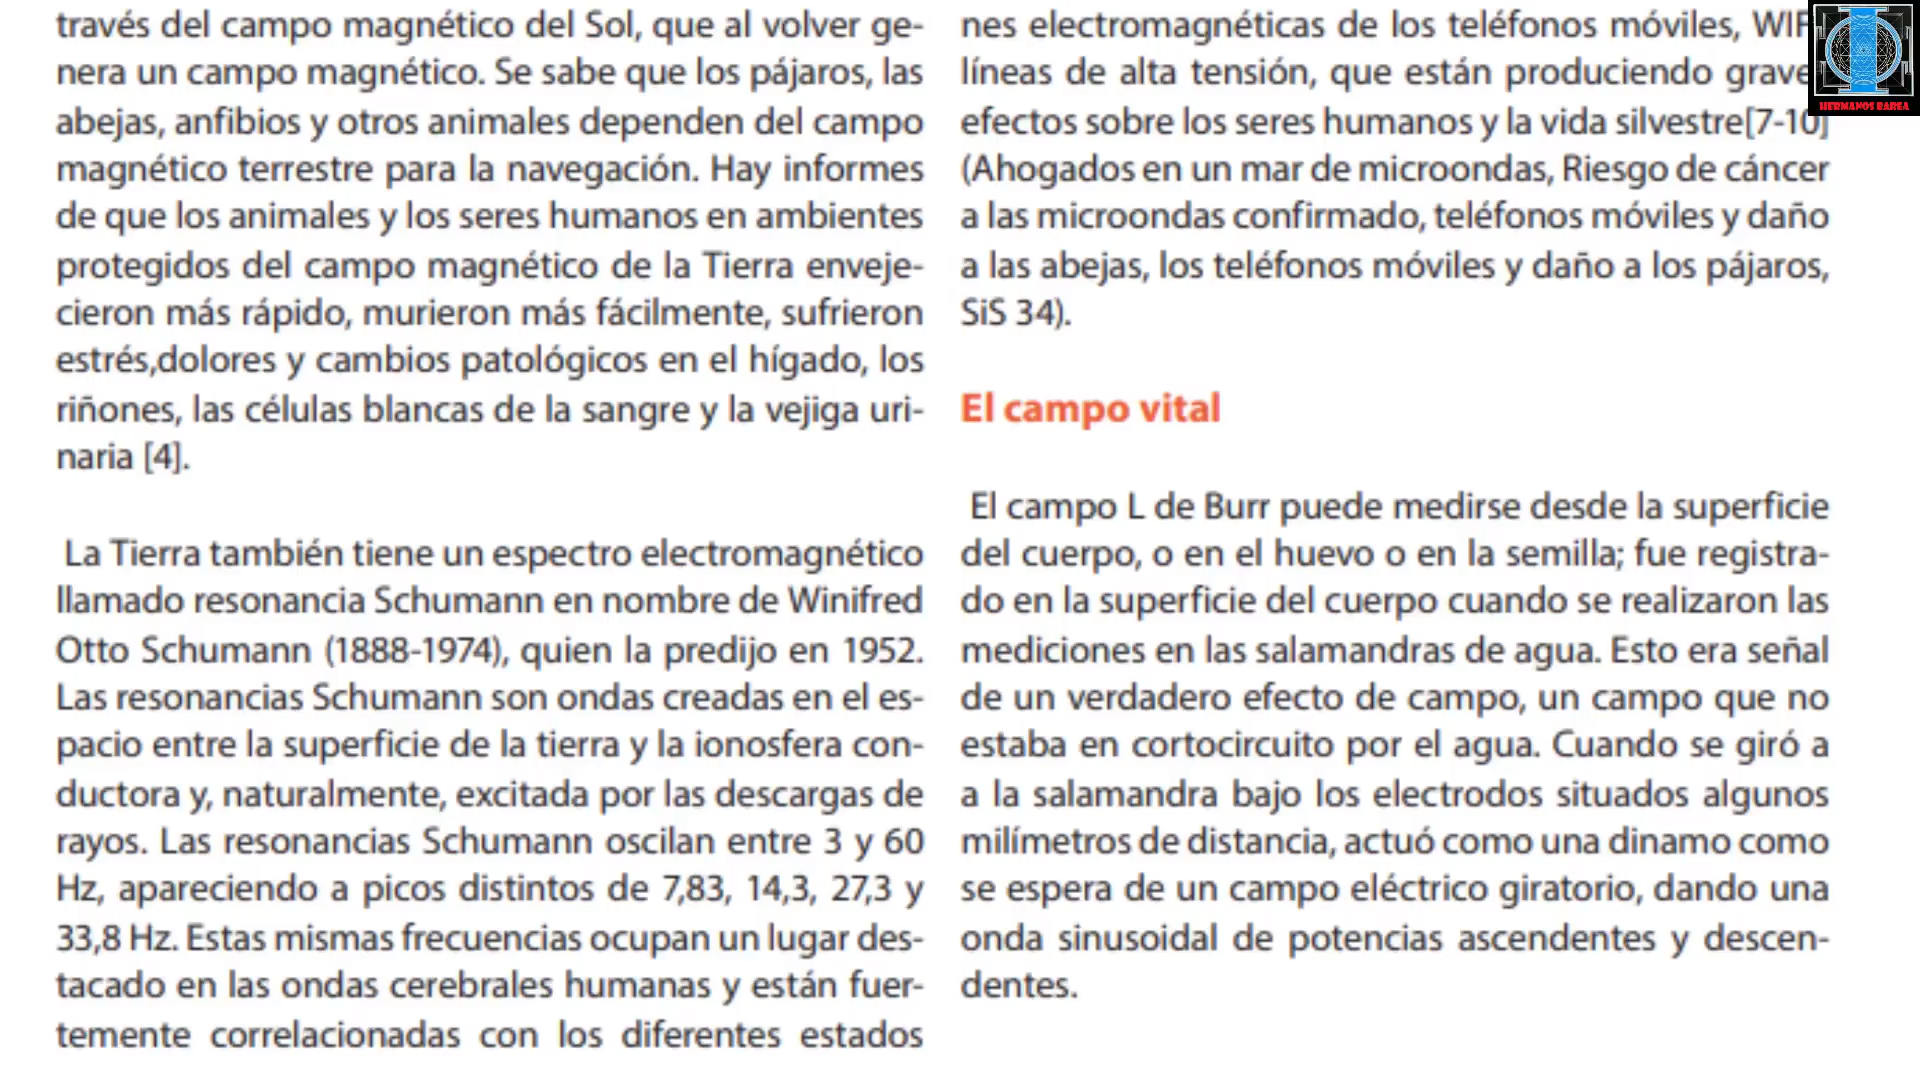 través del campo magnético del Sol, que al volver ge-
nera un campo magnético. Se sabe que los pájaros, las
abejas, anfibios y otros animales dependen del campo
magnético terrestre para la navegación. Hay informes
de que los animales y los seres humanos en ambientes
protegidos del campo magnético de la Tierra enveje-
cieron más rápido, murieron más fácilmente, sufrieron
estrés,dolores y cambios patológicos en el hígado, los
riñones, las células blancas de la sangre y la vejiga uri-
naria [4].
La Tierra también tiene un espectro electromagnético
llamado resonancia Schumann en nombre de Winifred
Otto Schumann (1888-1974), quien la predijo en 1952.
Las resonancias Schumann son ondas creadas en el es-
pacio entre la superficie de la tierra y la ionosfera con-
ductora y, naturalmente, excitada por las descargas de
rayos. Las resonancias Schumann oscilan entre 3 y 60
Hz, apareciendo a picos distintos de 7,83, 14,3, 27,3 y
33,8 Hz. Estas mismas frecuencias ocupan un lugar des-
tacado en las ondas cerebrales humanas y están fuer-
temente correlacionadas con los diferentes estados
nes electromagnéticas de los teléfonos móviles, WIF
líneas de alta tensión, que están produciendo grave
efectos sobre los seres humanos y la vida silvestre[7-10]
(Ahogados en un mar de microondas, Riesgo de cáncer
a las microondas confirmado, teléfonos móviles y daño
a las abejas, los teléfonos móviles y daño a los pájaros,
SiS 34).
El campo vital
El campo L de Burr puede medirse desde la superficie
del cuerpo, o en el huevo o en la semilla; fue registra-
do en la superficie del cuerpo cuando se realizaron las
mediciones en las salamandras de agua. Esto era señal
de un verdadero efecto de campo, un campo que no
estaba en cortocircuito por el agua. Cuando se giró a
a la salamandra bajo los electrodos situados algunos
milímetros de distancia, actuó como una dinamo como
se espera de un campo eléctrico giratorio, dando una
onda sinusoidal de potencias ascendentes y descen-
dentes.
HERMANOS BAREA